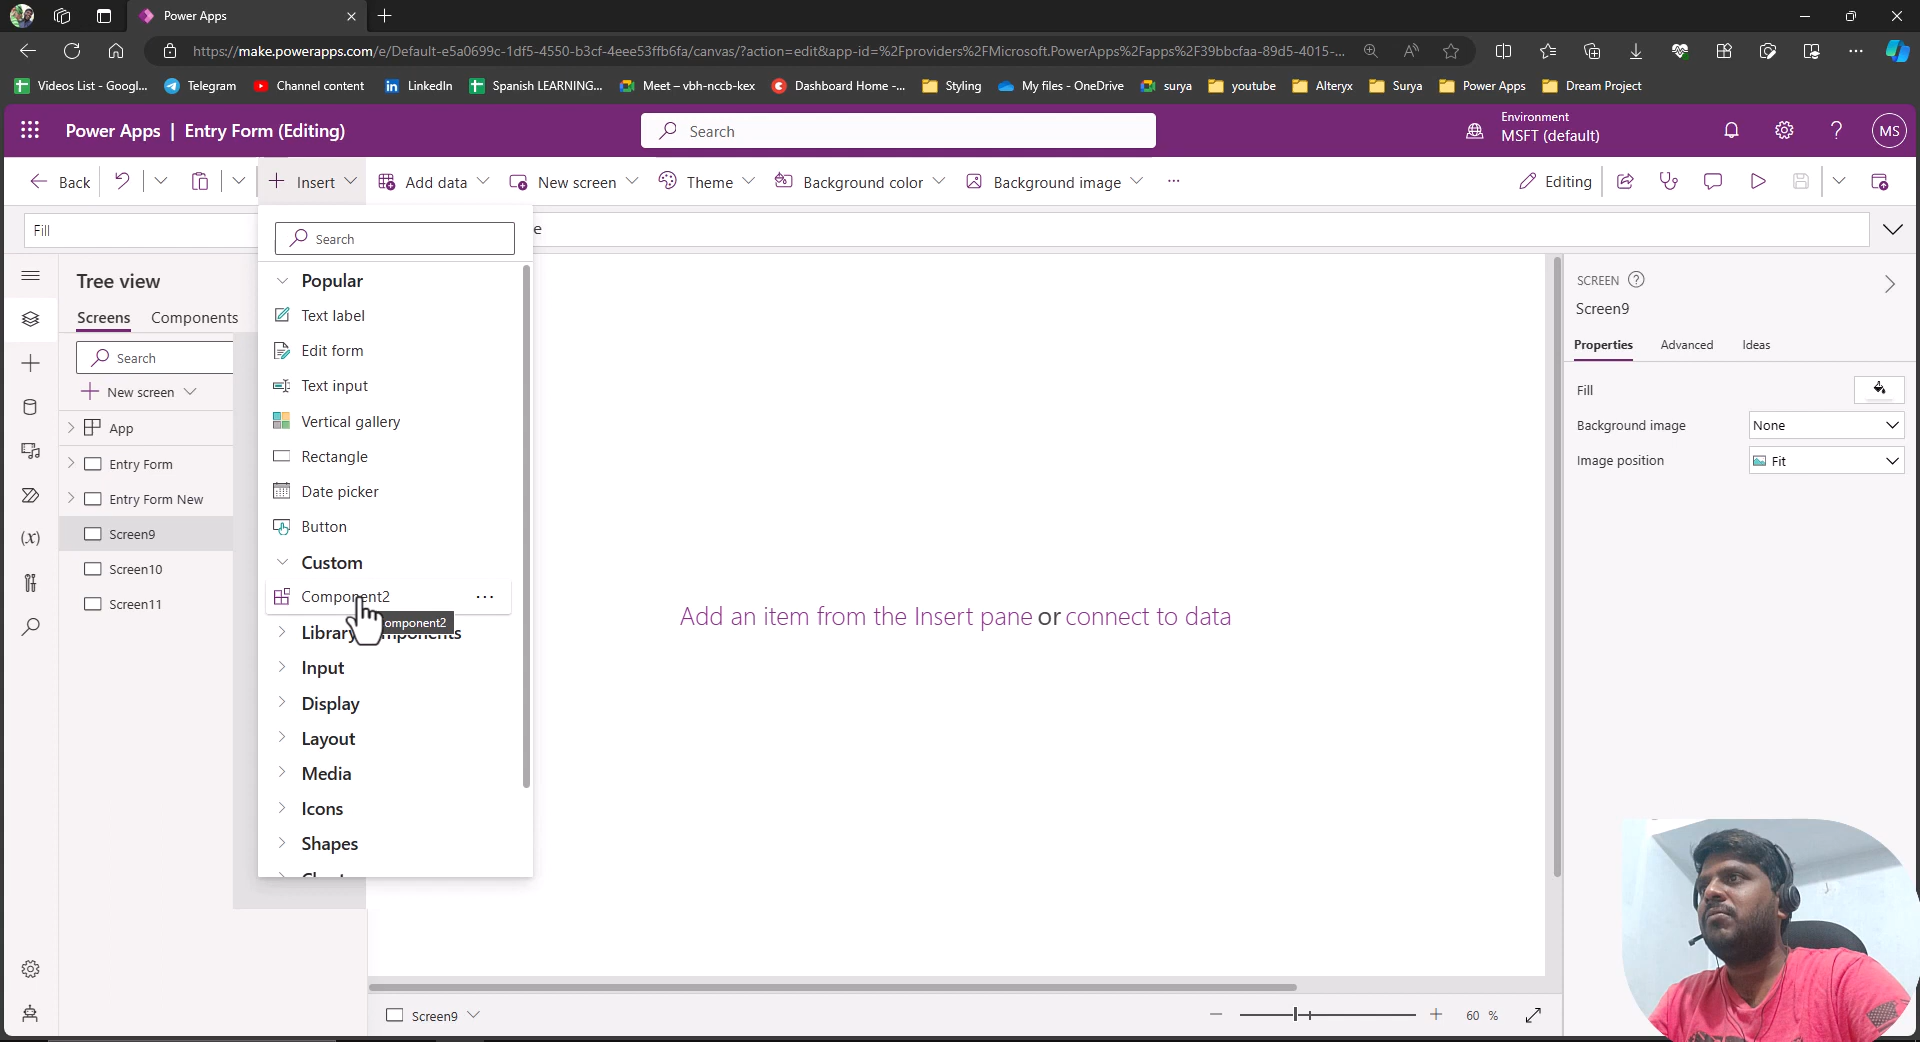 Power Apps
https://make.powerapps.com/e/Default-e5a0699c-1df5-4550-b3cf-4eee53ffb6fa/canvas/?action=edit&app-id=%2Fproviders%2FMicrosoft.PowerApps%2Fapps%2F39bbcfaa-89d5-4015-...
Videos List - Googl... Telegram Channel content LinkedIn Spanish LEARNING... Meet – vbh-nccb-kex Dashboard Home -... Styling My files - OneDrive surya youtube Alteryx Surya Power Apps Dream Project
Power Apps | Entry Form (Editing)
Search
Environment
MSFT (default)
MS
Back Insert Add data New screen Theme Background color Background image ... Editing
Fill
e
Search
Tree view
Screens Components
Search
New screen
App
Entry Form
Entry Form New
Screen9
Screen10
Screen11
Popular
Text label
Edit form
Text input
Vertical gallery
Rectangle
Date picker
Button
Custom
Component2 ...
omponent2
Library
Input
Display
Layout
Media
Icons
Shapes
Add an item from the Insert pane or connect to data
SCREEN
Screen9
Properties Advanced Ideas
Fill
Background image None
Image position Fit
Screen9
60 %